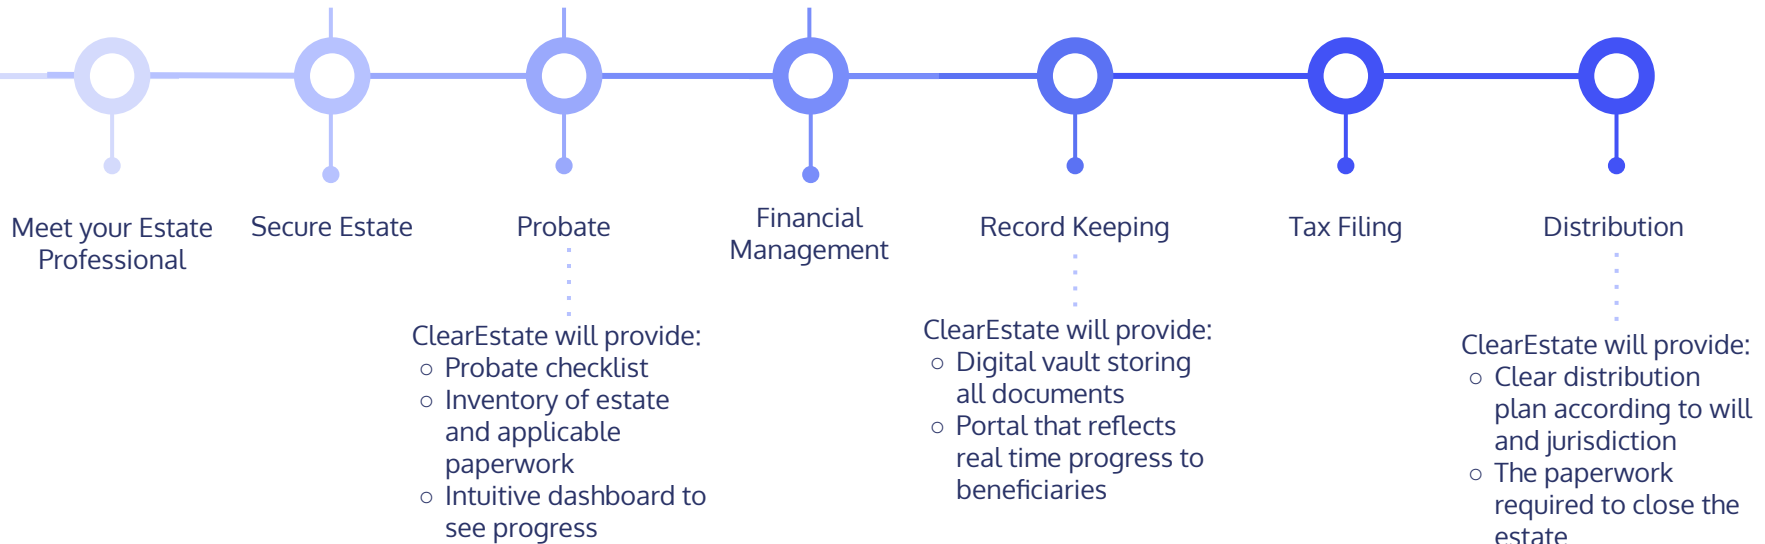 Meet your Estate
Professional
Secure Estate
Probate
Financial
Management
Record Keeping
Tax Filing
Distribution
ClearEstate will provide:
○ Probate checklist
○ Inventory of estate
and applicable
paperwork
○ Intuitive dashboard to
see progress
ClearEstate will provide:
○ Digital vault storing
all documents
○ Portal that reflects
real time progress to
beneficiaries
ClearEstate will provide:
○ Clear distribution
plan according to will
and jurisdiction
○ The paperwork
required to close the
estate